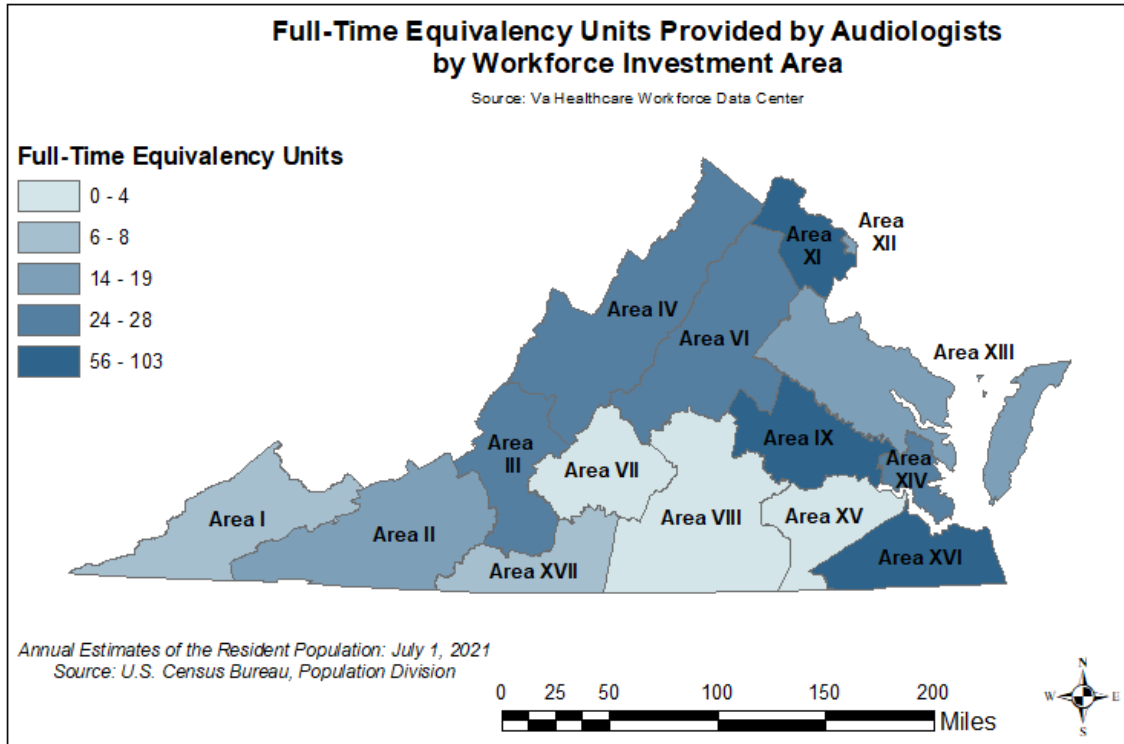 Full-Time Equivalency Units Provided by Audiologists
by Workforce Investment Area
Source: Va Healthcare Workforce Data Center
Full-Time Equivalency Units
0 - 4
6 - 8
14 - 19
24 - 28
56 - 103
Area
XII
Area
XI
Area IV
Area VI
Area XIII
Area
III
Area IX
Area VII
Area
XIV
Area I
Area II
Area VIII
Area XV
Area XVII
Area XVI
Annual Estimates of the Resident Population: July 1, 2021
Source: U.S. Census Bureau, Population Division
0 25 50 100 150 200
Miles
N
W E
S